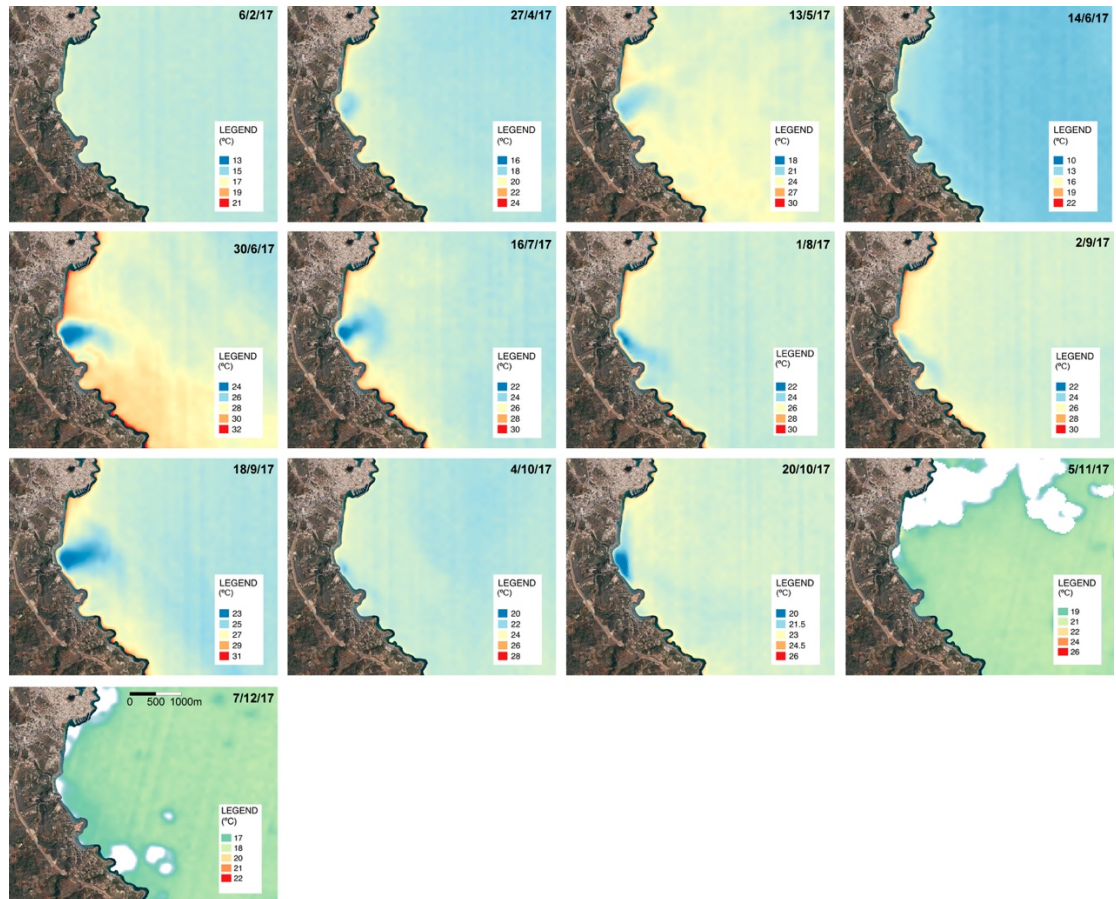 6/2/17
LEGEND
(ºC)
13
15
17
19
21
27/4/17
LEGEND
(ºC)
16
18
20
22
24
13/5/17
LEGEND
(ºC)
18
21
24
27
30
14/6/17
LEGEND
(ºC)
10
13
16
19
22
30/6/17
LEGEND
(ºC)
24
26
28
30
32
16/7/17
LEGEND
(ºC)
22
24
26
28
30
1/8/17
LEGEND
(ºC)
22
24
26
28
30
2/9/17
LEGEND
(ºC)
22
24
26
28
30
18/9/17
LEGEND
(ºC)
23
25
27
29
31
4/10/17
LEGEND
(ºC)
20
22
24
26
28
20/10/17
LEGEND
(ºC)
20
21.5
23
24.5
26
5/11/17
LEGEND
(ºC)
19
21
22
24
26
7/12/17
0 500 1000m
LEGEND
(ºC)
17
18
20
21
22